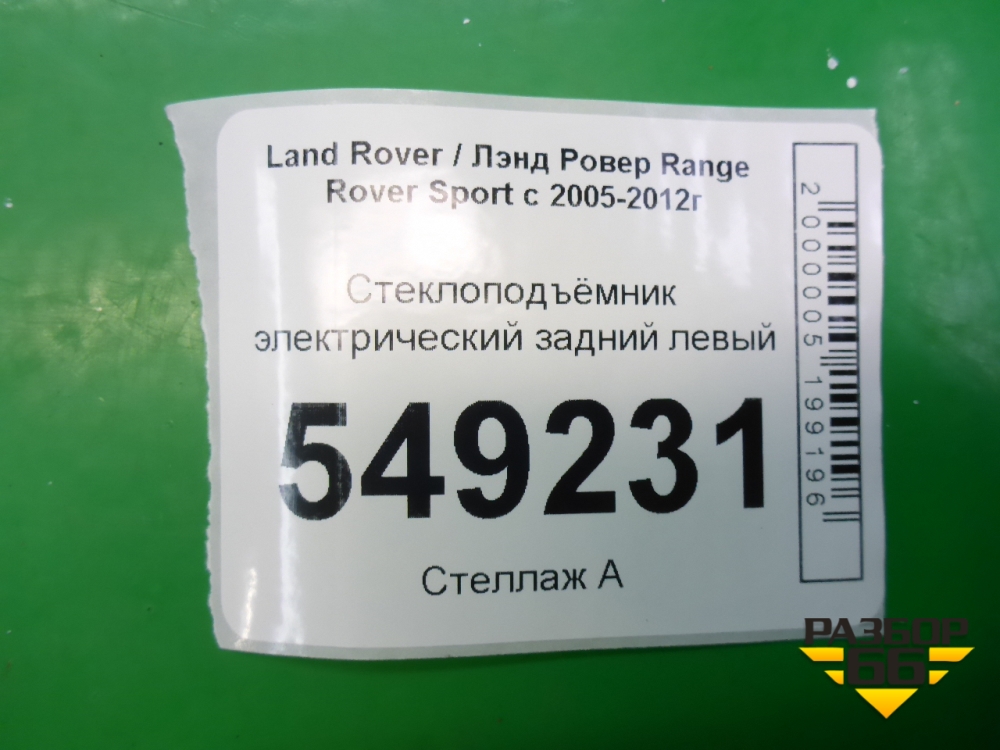 Land Rover / Лэнд Ровер Range
Rover Sport с 2005-2012г
Стеклоподъёмник
электрический задний левый
549231
Стеллаж А
2000005199196
РАЗБОР
66